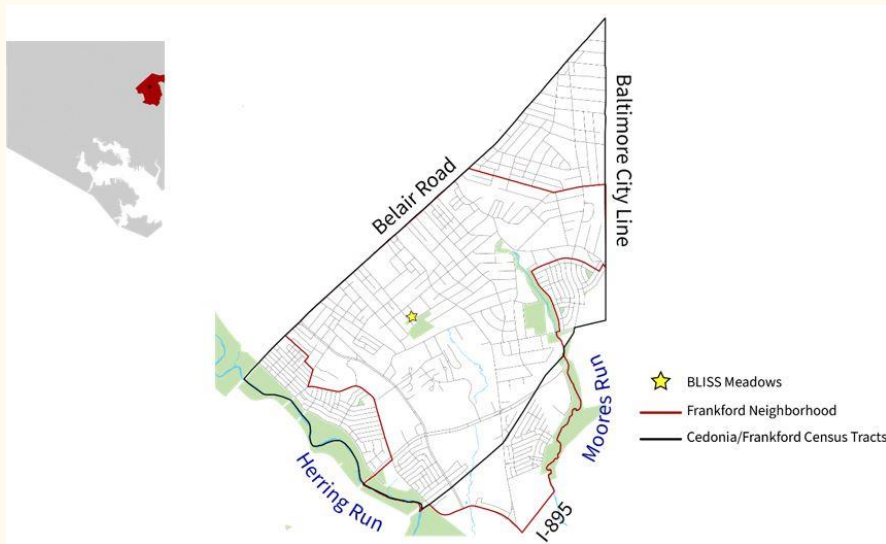 Belair Road
Baltimore City Line
BLISS Meadows
Frankford Neighborhood
Cedonia/Frankford Census Tracts
Moores Run
Herring Run
I-895